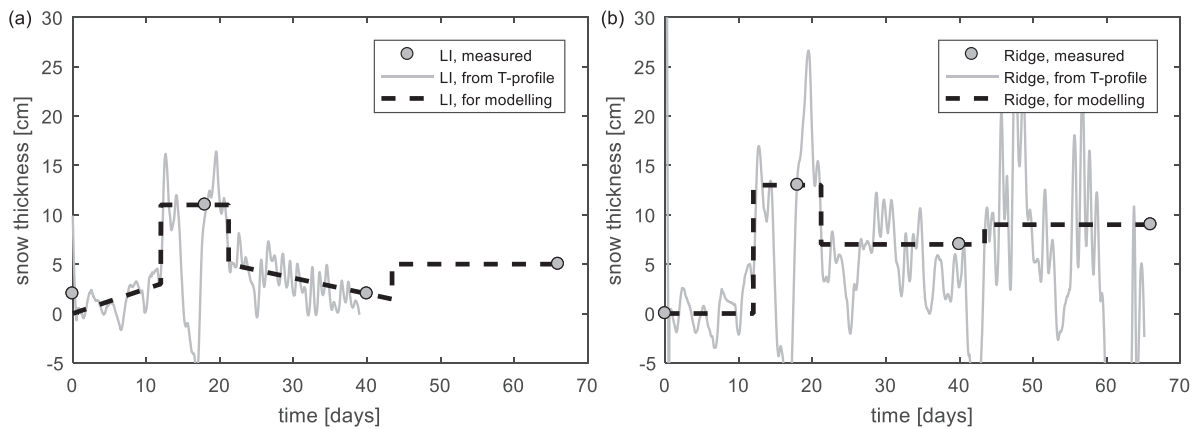 (a)
30
25
20
15
10
5
0
-5
snow thickness [cm]
LI, measured
LI, from T-profile
LI, for modelling
0 10 20 30 40 50 60 70
time [days]
(b)
30
25
20
15
10
5
0
-5
snow thickness [cm]
Ridge, measured
Ridge, from T-profile
Ridge, for modelling
0 10 20 30 40 50 60 70
time [days]